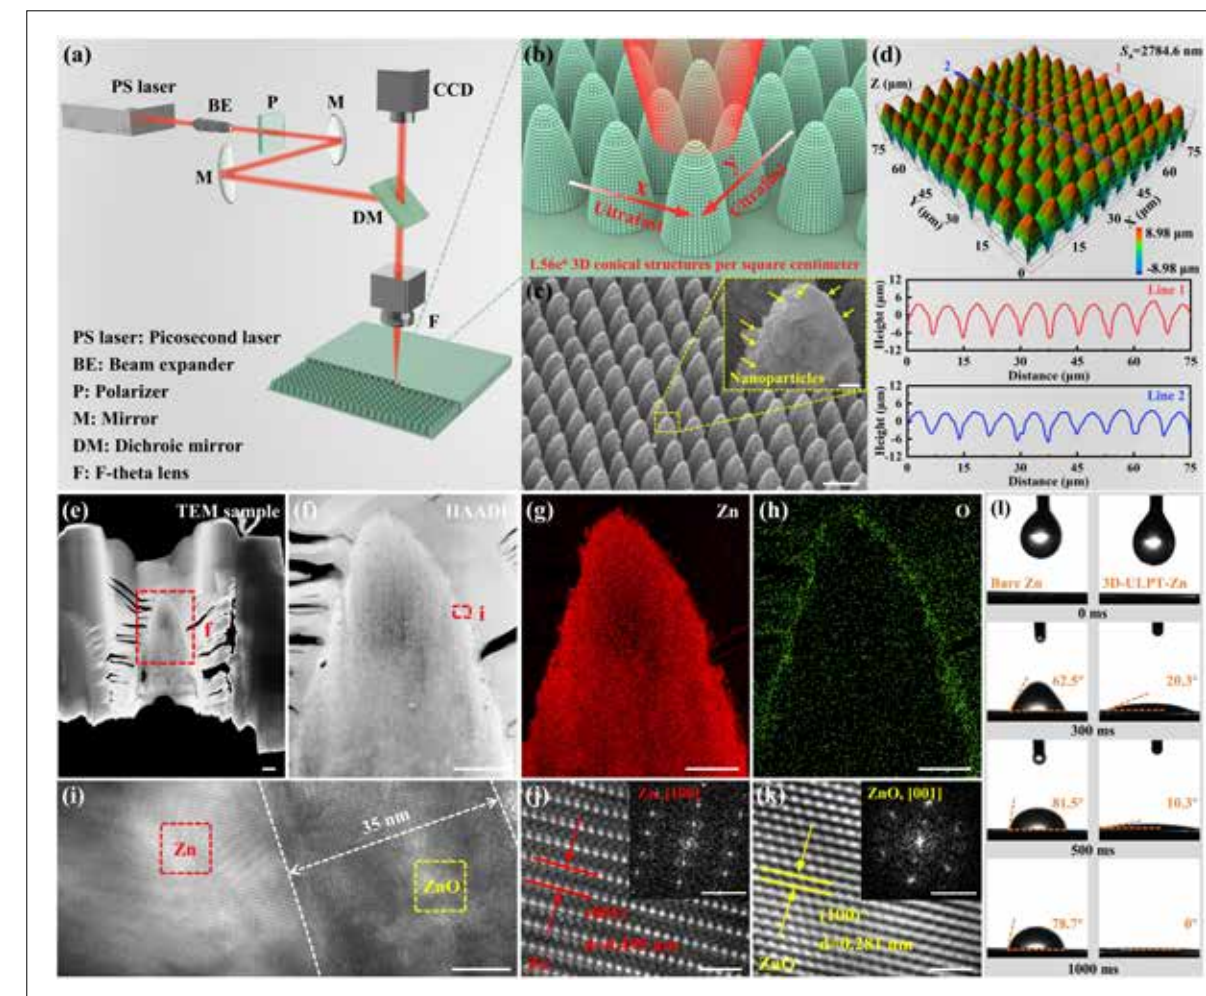 (a)
PS laser
BE
P
M
CCD
M
DM
F
PS laser: Picosecond laser
BE: Beam expander
P: Polarizer
M: Mirror
DM: Dichroic mirror
F: F-theta lens
(b)
X
Y
Ultrafast
Ultrafast
1.56e⁶ 3D conical structures per square centimeter
(c)
Nanoparticles
(d)
Sa=2784.6 nm
2
1
Z (μm)
75
60
45
30
15
0
Y (μm)
X (μm)
15
30
45
60
75
8.98 μm
-8.98 μm
Line 1
Height (μm)
12
6
0
-6
-12
0 15 30 45 60 75
Distance (μm)
Line 2
Height (μm)
12
6
0
-6
-12
0 15 30 45 60 75
Distance (μm)
(e)
TEM sample
f
(f)
HAADF
i
(g)
Zn
(h)
O
(i)
Zn
35 nm
ZnO
(j)
Zn, [100]
Zn
(k)
ZnO, [001]
(100)
d=0.281 nm
ZnO
(l)
Bare Zn
3D-ULPT-Zn
0 ms
62.5°
20.3°
300 ms
81.5°
10.3°
500 ms
78.7°
0°
1000 ms